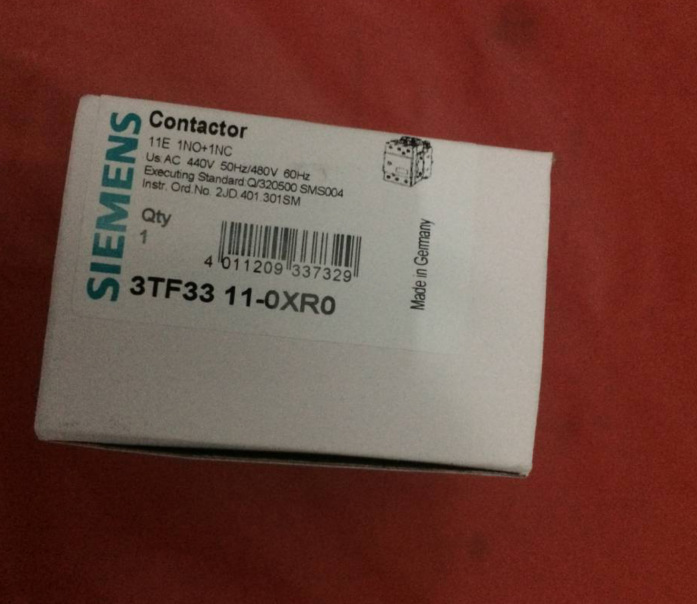 SIEMENS
Contactor
11E 1NO+1NC
Us:AC 440V 50Hz/480V 60Hz
Executing Standard:Q/320500 SMS004
Instr. Ord.No. 2JD.401.301SM
Qty
1
4 011209 337329
3TF33 11-0XR0
Made in Germany